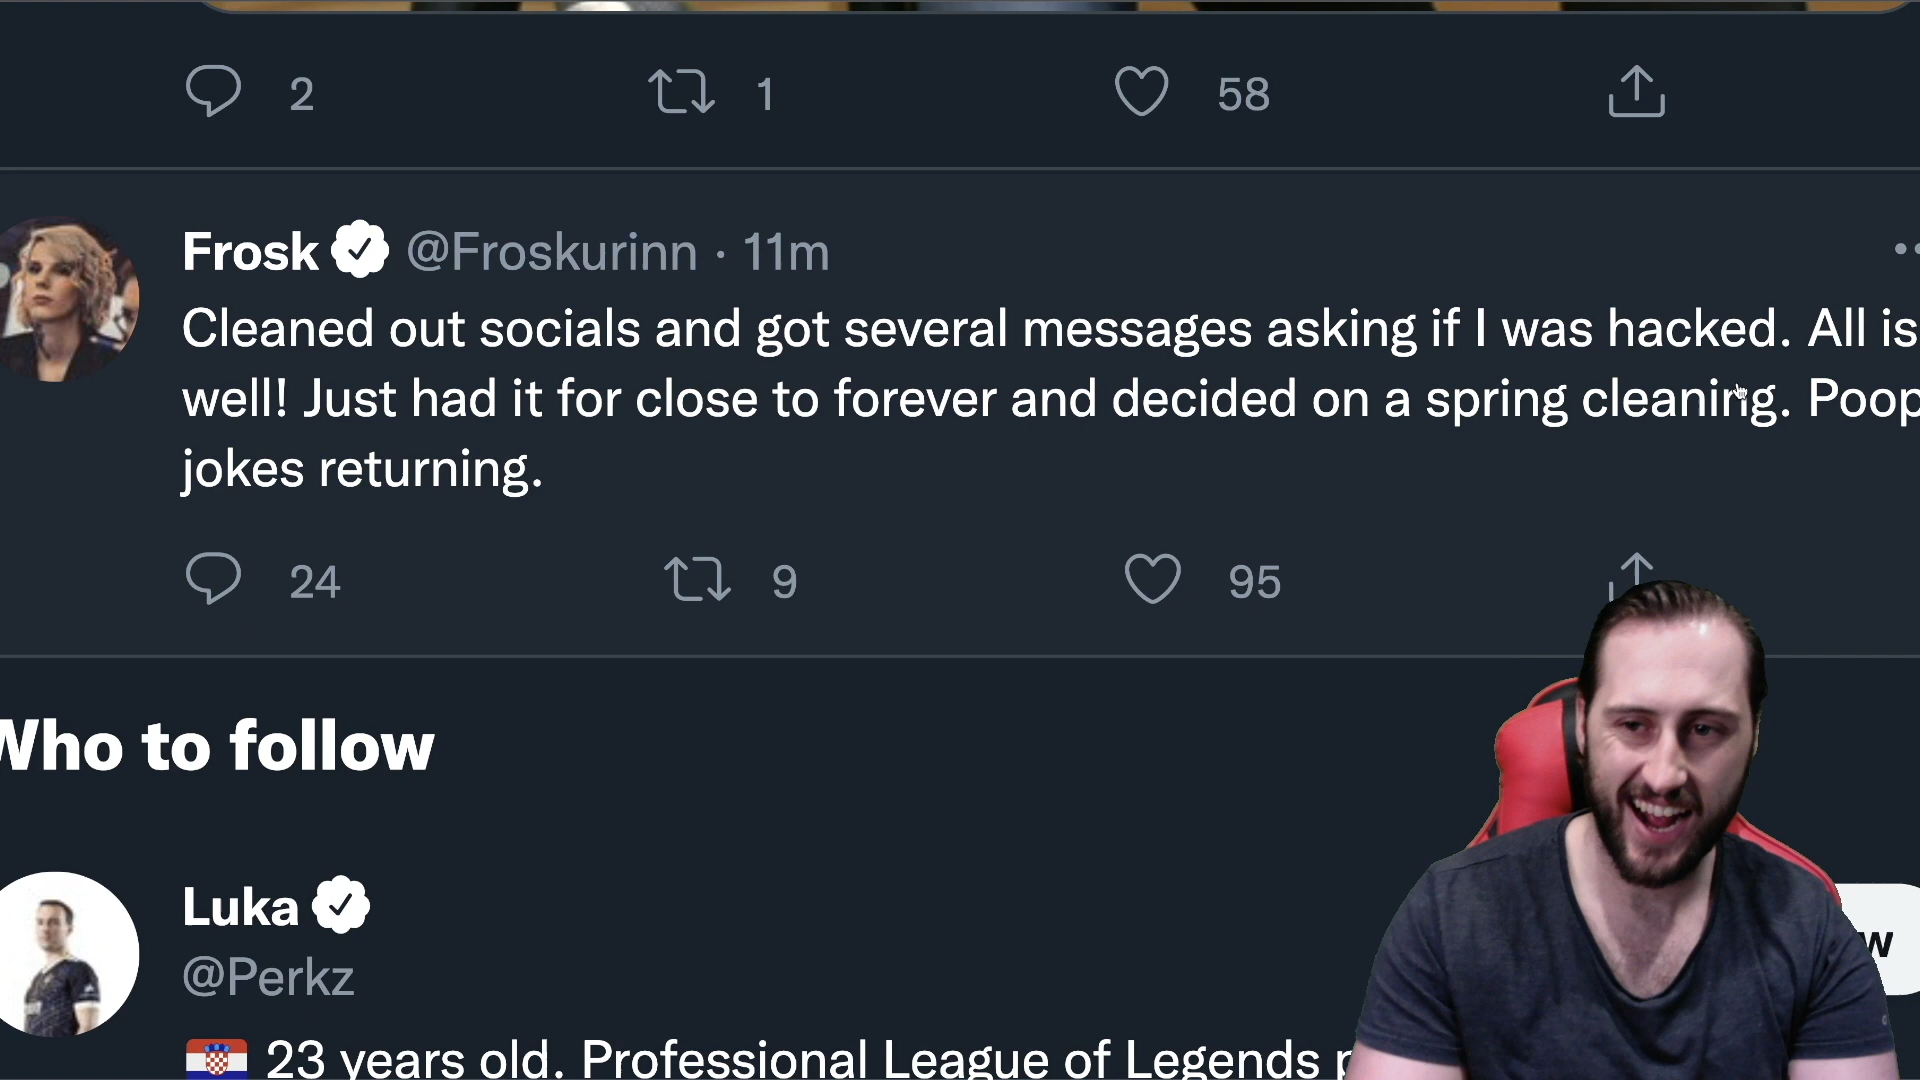 2 1 58
Frosk @Froskurinn · 11m
Cleaned out socials and got several messages asking if I was hacked. All is
well! Just had it for close to forever and decided on a spring cleaning. Poop
jokes returning.
24 9 95
Who to follow
Luka
@Perkz
23 years old. Professional League of Legends